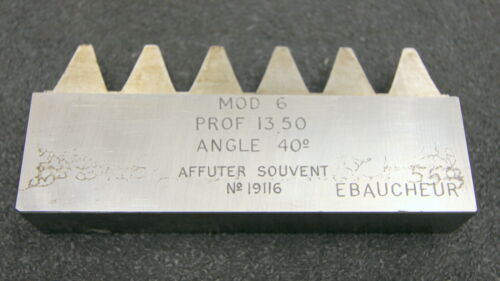 MOD 6
PROF 13,50
ANGLE 40º
AFFUTER SOUVENT
Nº 19116
EBAUCHEUR